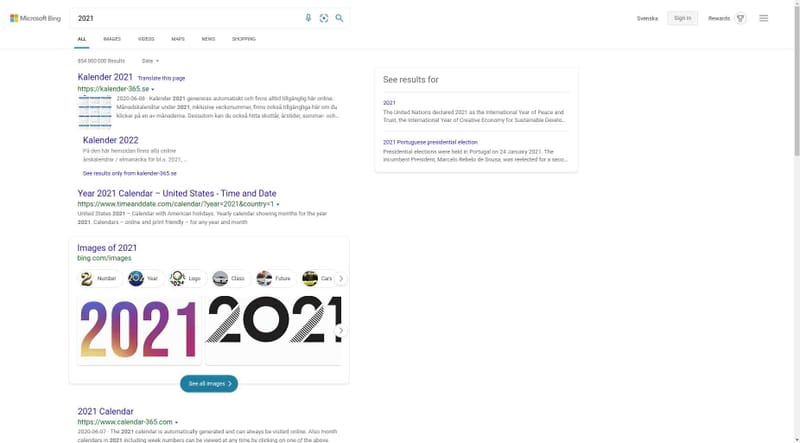 Microsoft Bing
2021
Svenska
Sign in
Rewards
ALL IMAGES VIDEOS MAPS NEWS SHOPPING
854 000 000 Results Date
Kalender 2021 Translate this page
https://kalender-365.se
2020-06-08 · Kalender 2021 genereras automatiskt och finns alltid tillgänglig här online.
Månadskalendrar under 2021, inklusive veckonummer, finns också tillgängliga här om du
klickar på en av månaderna. Dessutom kan du också hitta skottår, årstider, sommar- och…
Kalender 2022
På den här hemsidan finns alla online
årskalendrar / almanacka för bl.a. 2021, …
See results only from kalender-365.se
Year 2021 Calendar – United States - Time and Date
https://www.timeanddate.com/calendar/?year=2021&country=1
United States 2021 – Calendar with American holidays. Yearly calendar showing months for the year
2021. Calendars – online and print friendly – for any year and month
Images of 2021
bing.com/images
Number Year Logo Class Future Cars
2021
2021
See all images
2021 Calendar
https://www.calendar-365.com
2020-06-07 · The 2021 calendar is automatically generated and can always be visited online. Also month
calendars in 2021 including week numbers can be viewed at any time by clicking on one of the above
See results for
2021
The United Nations declared 2021 as the International Year of Peace and
Trust, the International Year of Creative Economy for Sustainable Develo…
2021 Portuguese presidential election
Presidential elections were held in Portugal on 24 January 2021. The
incumbent President, Marcelo Rebelo de Sousa, was reelected for a seco…